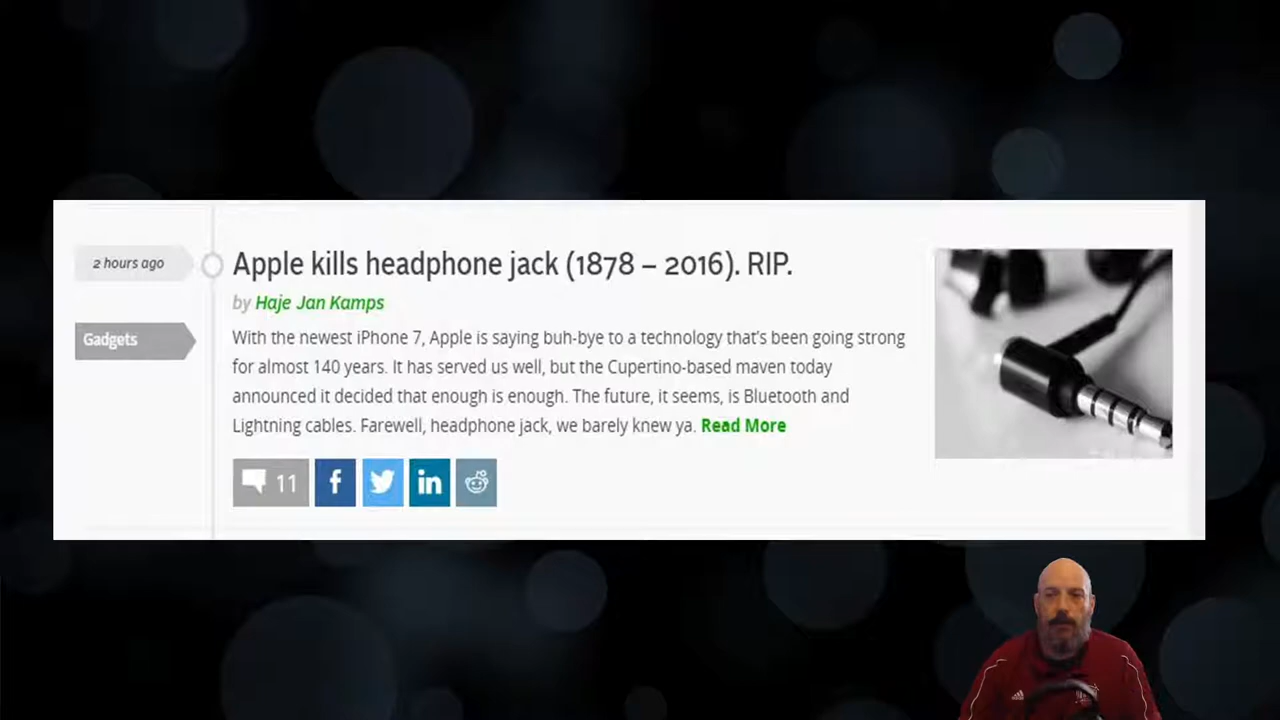 2 hours ago
Apple kills headphone jack (1878 – 2016). RIP.
by Haje Jan Kamps
Gadgets
With the newest iPhone 7, Apple is saying buh-bye to a technology that's been going strong
for almost 140 years. It has served us well, but the Cupertino-based maven today
announced it decided that enough is enough. The future, it seems, is Bluetooth and
Lightning cables. Farewell, headphone jack, we barely knew ya. Read More
11